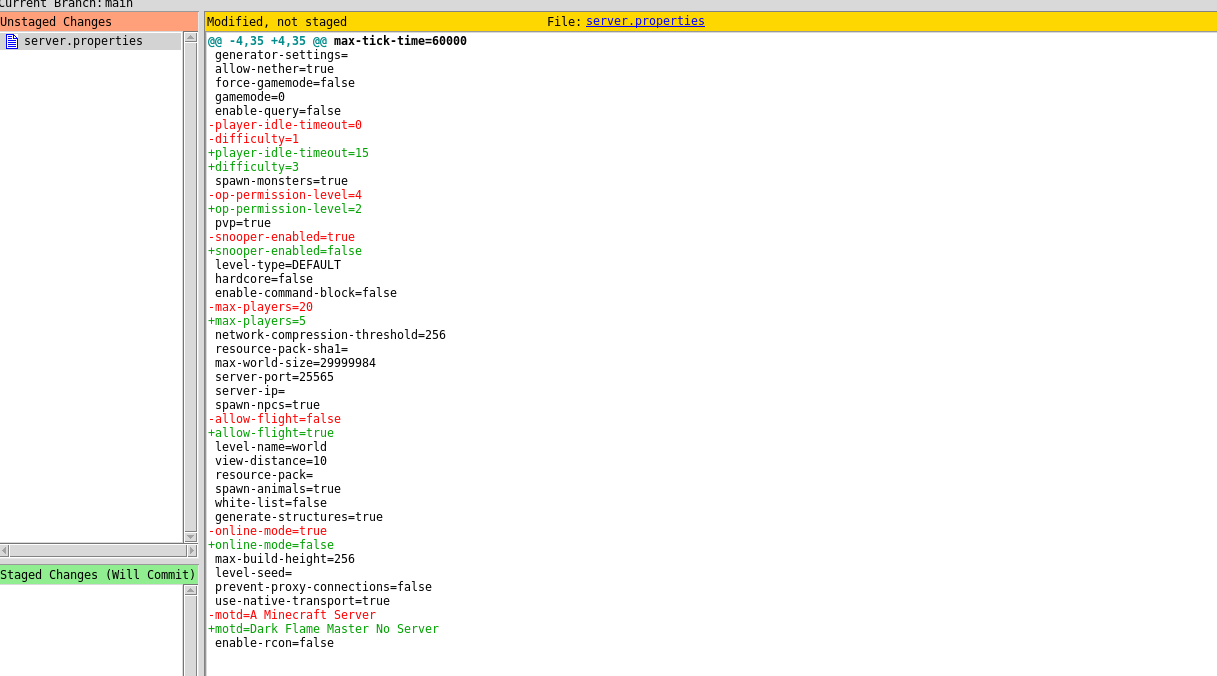 Current Branch: main
Unstaged Changes
server.properties
Staged Changes (Will Commit)
Modified, not staged File: server.properties
@@ -4,35 +4,35 @@ max-tick-time=60000
 generator-settings=
 allow-nether=true
 force-gamemode=false
 gamemode=0
 enable-query=false
-player-idle-timeout=0
-difficulty=1
+player-idle-timeout=15
+difficulty=3
 spawn-monsters=true
-op-permission-level=4
+op-permission-level=2
 pvp=true
-snooper-enabled=true
+snooper-enabled=false
 level-type=DEFAULT
 hardcore=false
 enable-command-block=false
-max-players=20
+max-players=5
 network-compression-threshold=256
 resource-pack-sha1=
 max-world-size=29999984
 server-port=25565
 server-ip=
 spawn-npcs=true
-allow-flight=false
+allow-flight=true
 level-name=world
 view-distance=10
 resource-pack=
 spawn-animals=true
 white-list=false
 generate-structures=true
-online-mode=true
+online-mode=false
 max-build-height=256
 level-seed=
 prevent-proxy-connections=false
 use-native-transport=true
-motd=A Minecraft Server
+motd=Dark Flame Master No Server
 enable-rcon=false